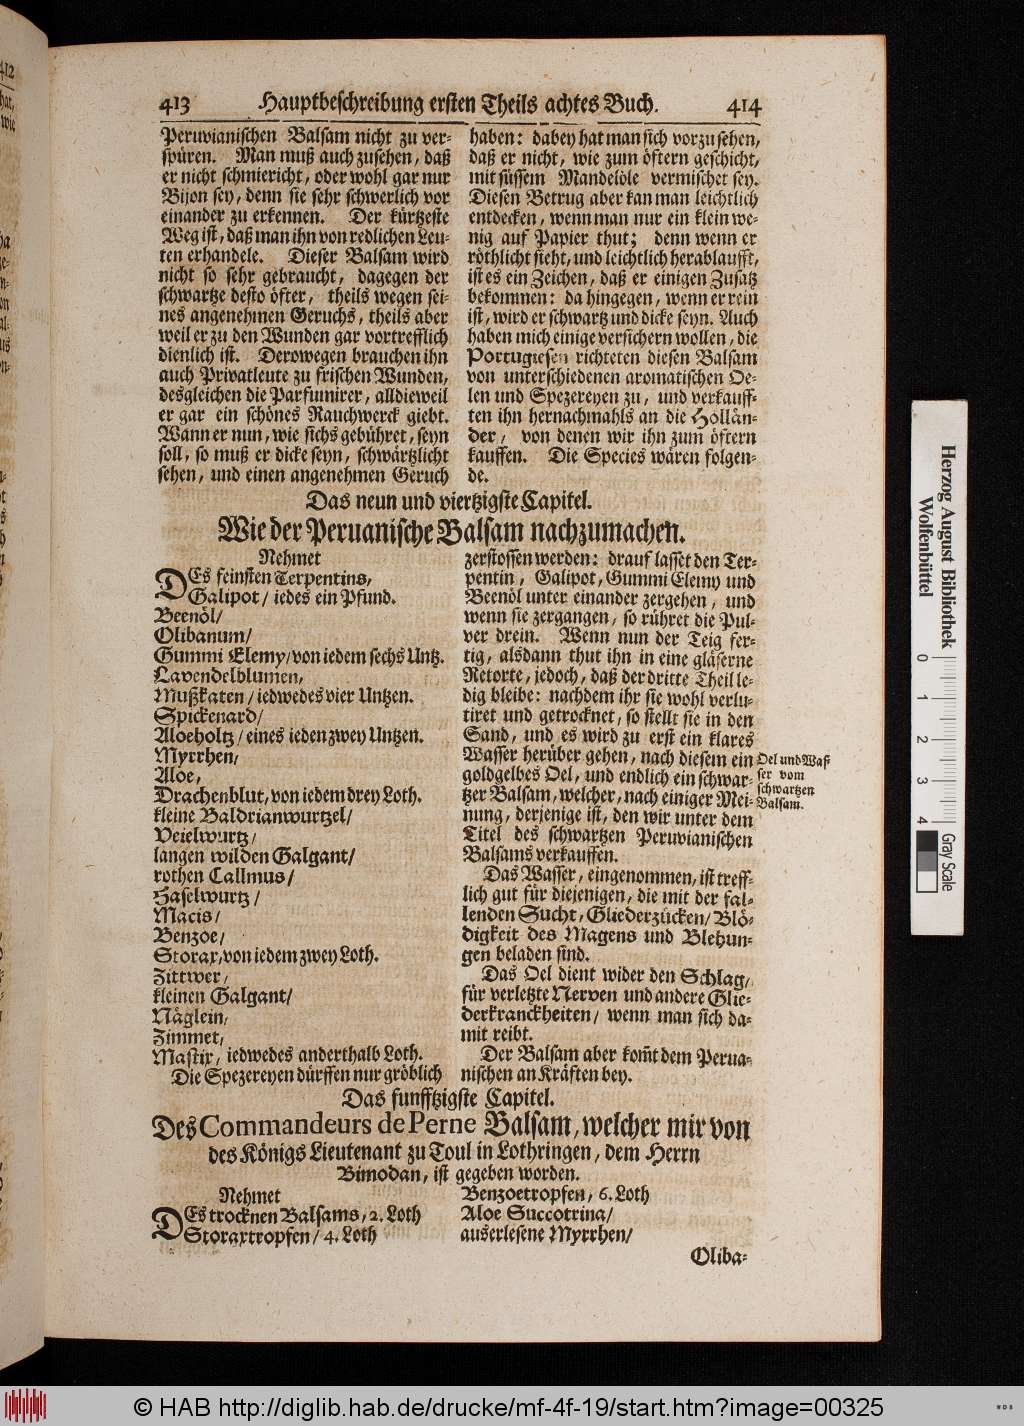 413 Hauptbeschreibung ersten Theils achtes Buch. 414
Peruvianischen Balsam nicht zu ver-
spüren. Man muß auch zusehen, daß
er nicht schmiericht, oder wohl gar nur
Bijon sey, denn sie sehr schwerlich vor
einander zu erkennen. Der kürtzeste
Weg ist, daß man ihn von redlichen Leu-
ten erhandele. Dieser Balsam wird
nicht so sehr gebraucht, dagegen der
schwartze desto öfter, theils wegen sei-
nes angenehmen Geruchs, theils aber
weil er zu den Wunden gar vortrefflich
dienlich ist. Derowegen brauchen ihn
auch Privatleute zu frischen Wunden,
desgleichen die Parfumirer, alldieweil
er gar ein schönes Rauchwerck giebt.
Wann er nun, wie sichs gebühret, seyn
soll, so muß er dicke seyn, schwärtzlicht
sehen, und einen angenehmen Geruch
haben: dabey hat man sich vorzusehen,
daß er nicht, wie zum öftern geschicht,
mit süssem Mandelöle vermischet sey.
Diesen Betrug aber kan man leichtlich
entdecken, wenn man nur ein klein we-
nig auf Papier thut; denn wenn er
röthlicht sieht, und leichtlich herablaufft,
ist es ein Zeichen, daß er einigen Zusatz
bekommen: da hingegen, wenn er rein
ist, wird er schwartz und dicke seyn. Auch
haben mich einige versichern wollen, die
Portugiesen richteten diesen Balsam
von unterschiedenen aromatischen Oe-
len und Spezereyen zu, und verkauff-
ten ihn hernachmahls an die Hollän-
der, von denen wir ihn zum öftern
kauffen. Die Species wären folgen-
de.
Das neun und viertzigste Capitel.
Wie der Peruanische Balsam nachzumachen.
Nehmet
DEs feinsten Terpentins,
Galipot/ iedes ein Pfund.
Beenöl/
Olibanum/
Gummi Elemy/ von iedem sechs Untz.
Lavendelblumen,
Mußkaten/ iedwedes vier Untzen.
Spickenard/
Aloeholtz/ eines ieden zwey Untzen.
Myrrhen,
Aloe,
Drachenblut, von iedem drey Loth.
kleine Baldrianwurtzel/
Veielwurtz/
langen wilden Galgant/
rothen Callmus/
Haselwurtz/
Macis/
Benzoe/
Storax, von iedem zwey Loth.
Zittwer/
kleinen Galgant/
Näglein,
Zimmet,
Mastix, iedwedes anderthalb Loth.
Die Spezereyen dürffen nur gröblich
zerstossen werden: drauf lasset den Ter-
pentin, Galipot, Gummi Elemy und
Beenöl unter einander zergehen, und
wenn sie zergangen, so rühret die Pul-
ver drein. Wenn nun der Teig fer-
tig, alsdann thut ihn in eine gläserne
Retorte, jedoch, daß der dritte Theil le-
dig bleibe: nachdem ihr sie wohl verlu-
tiret und getrocknet, so stellt sie in den
Sand, und es wird zu erst ein klares
Wasser herüber gehen, nach diesem ein
goldgelbes Oel, und endlich ein schwar-
tzer Balsam, welcher, nach einiger Mei-
nung, derjenige ist, den wir unter dem
Titel des schwartzen Peruvianischen
Balsams verkauffen.
Oel und Was-
ser vom
schwartzen
Balsam.
Das Wasser, eingenommen, ist treff-
lich gut für diejenigen, die mit der fal-
lenden Sucht, Gliederzücken/ Blö-
digkeit des Magens und Blehun-
gen beladen sind.
Das Oel dient wider den Schlag,
für verletzte Nerven und andere Glie-
derkranckheiten/ wenn man sich da-
mit reibt.
Der Balsam aber kom̃t dem Perua-
nischen an Kräften bey.
Das funfftzigste Capitel.
Des Commandeurs de Perne Balsam, welcher mir von
des Königs Lieutenant zu Toul in Lothringen, dem Herrn
Bimodan, ist gegeben worden.
Nehmet
DEs trocknen Balsams, 2. Loth
Storaxtropfen/ 4. Loth
Benzoetropfen, 6. Loth
Aloe Succotrina/
auserlesene Myrrhen/
Oliba-
412
Herzog August Bibliothek
Wolfenbüttel
0 1 2 3 4
Gray Scale
© HAB http://diglib.hab.de/drucke/mf-4f-19/start.htm?image=00325